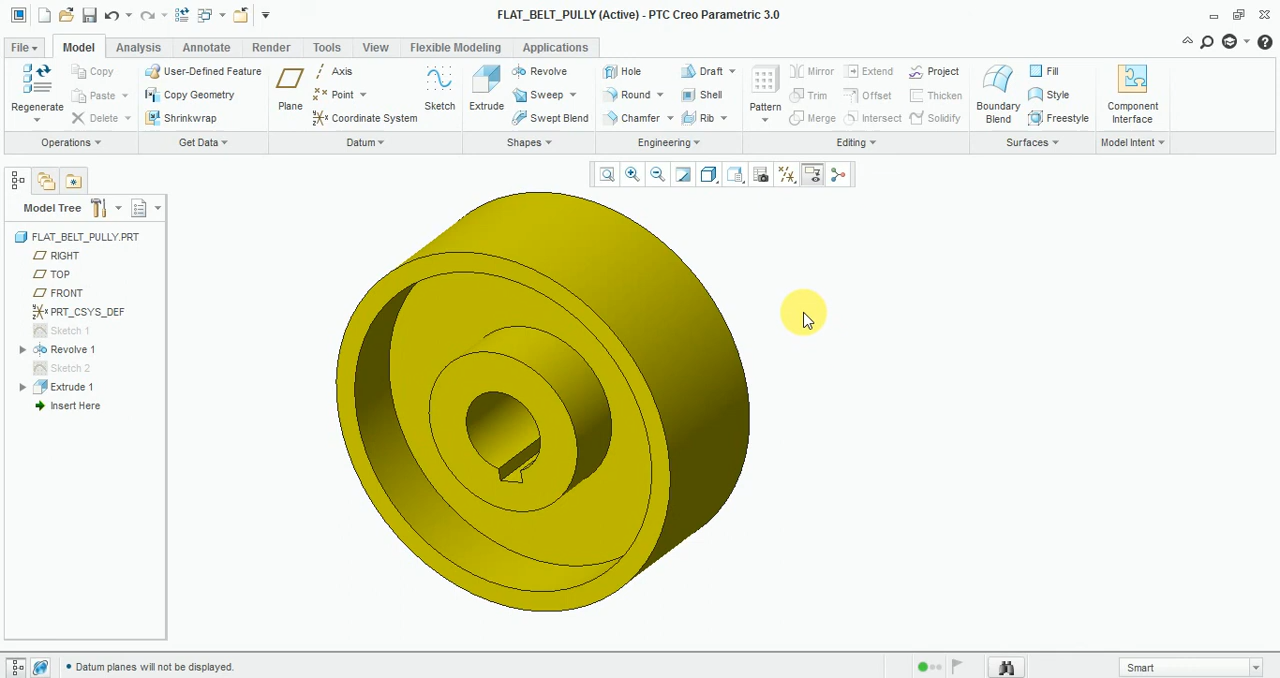 FLAT_BELT_PULLY (Active) - PTC Creo Parametric 3.0
File Model Analysis Annotate Render Tools View Flexible Modeling Applications
Regenerate
Copy
Paste
Delete
Operations
User-Defined Feature
Copy Geometry
Shrinkwrap
Get Data
Plane
Axis
Point
Coordinate System
Sketch
Datum
Extrude
Revolve
Sweep
Swept Blend
Shapes
Hole
Round
Chamfer
Draft
Shell
Rib
Engineering
Pattern
Mirror
Trim
Merge
Extend
Offset
Intersect
Project
Thicken
Solidify
Editing
Boundary
Blend
Fill
Style
Freestyle
Surfaces
Component
Interface
Model Intent
Model Tree
FLAT_BELT_PULLY.PRT
RIGHT
TOP
FRONT
PRT_CSYS_DEF
Sketch 1
Revolve 1
Sketch 2
Extrude 1
Insert Here
• Datum planes will not be displayed.
Smart